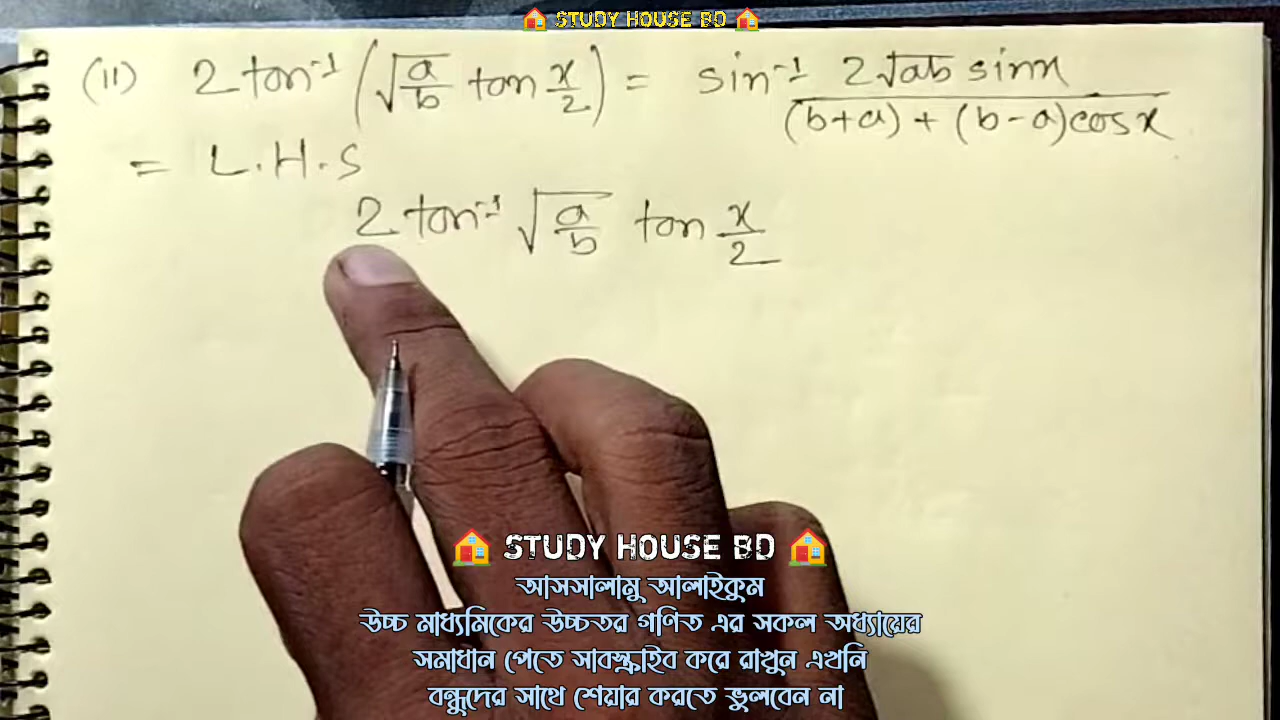 🏠 STUDY HOUSE BD 🏠
(11) 2 tan⁻¹ (√(a/b) tan x/2) = sin⁻¹ 2√ab sinx / (b+a) + (b-a)cosx
= L.H.S
2 tan⁻¹ √(a/b) tan x/2
🏠 STUDY HOUSE BD 🏠
আসসালামু আলাইকুম
উচ্চ মাধ্যমিকের উচ্চতর গণিত এর সকল অধ্যায়ের
সমাধান পেতে সাবস্ক্রাইব করে রাখুন এখনি
বন্ধুদের সাথে শেয়ার করতে ভুলবেন না